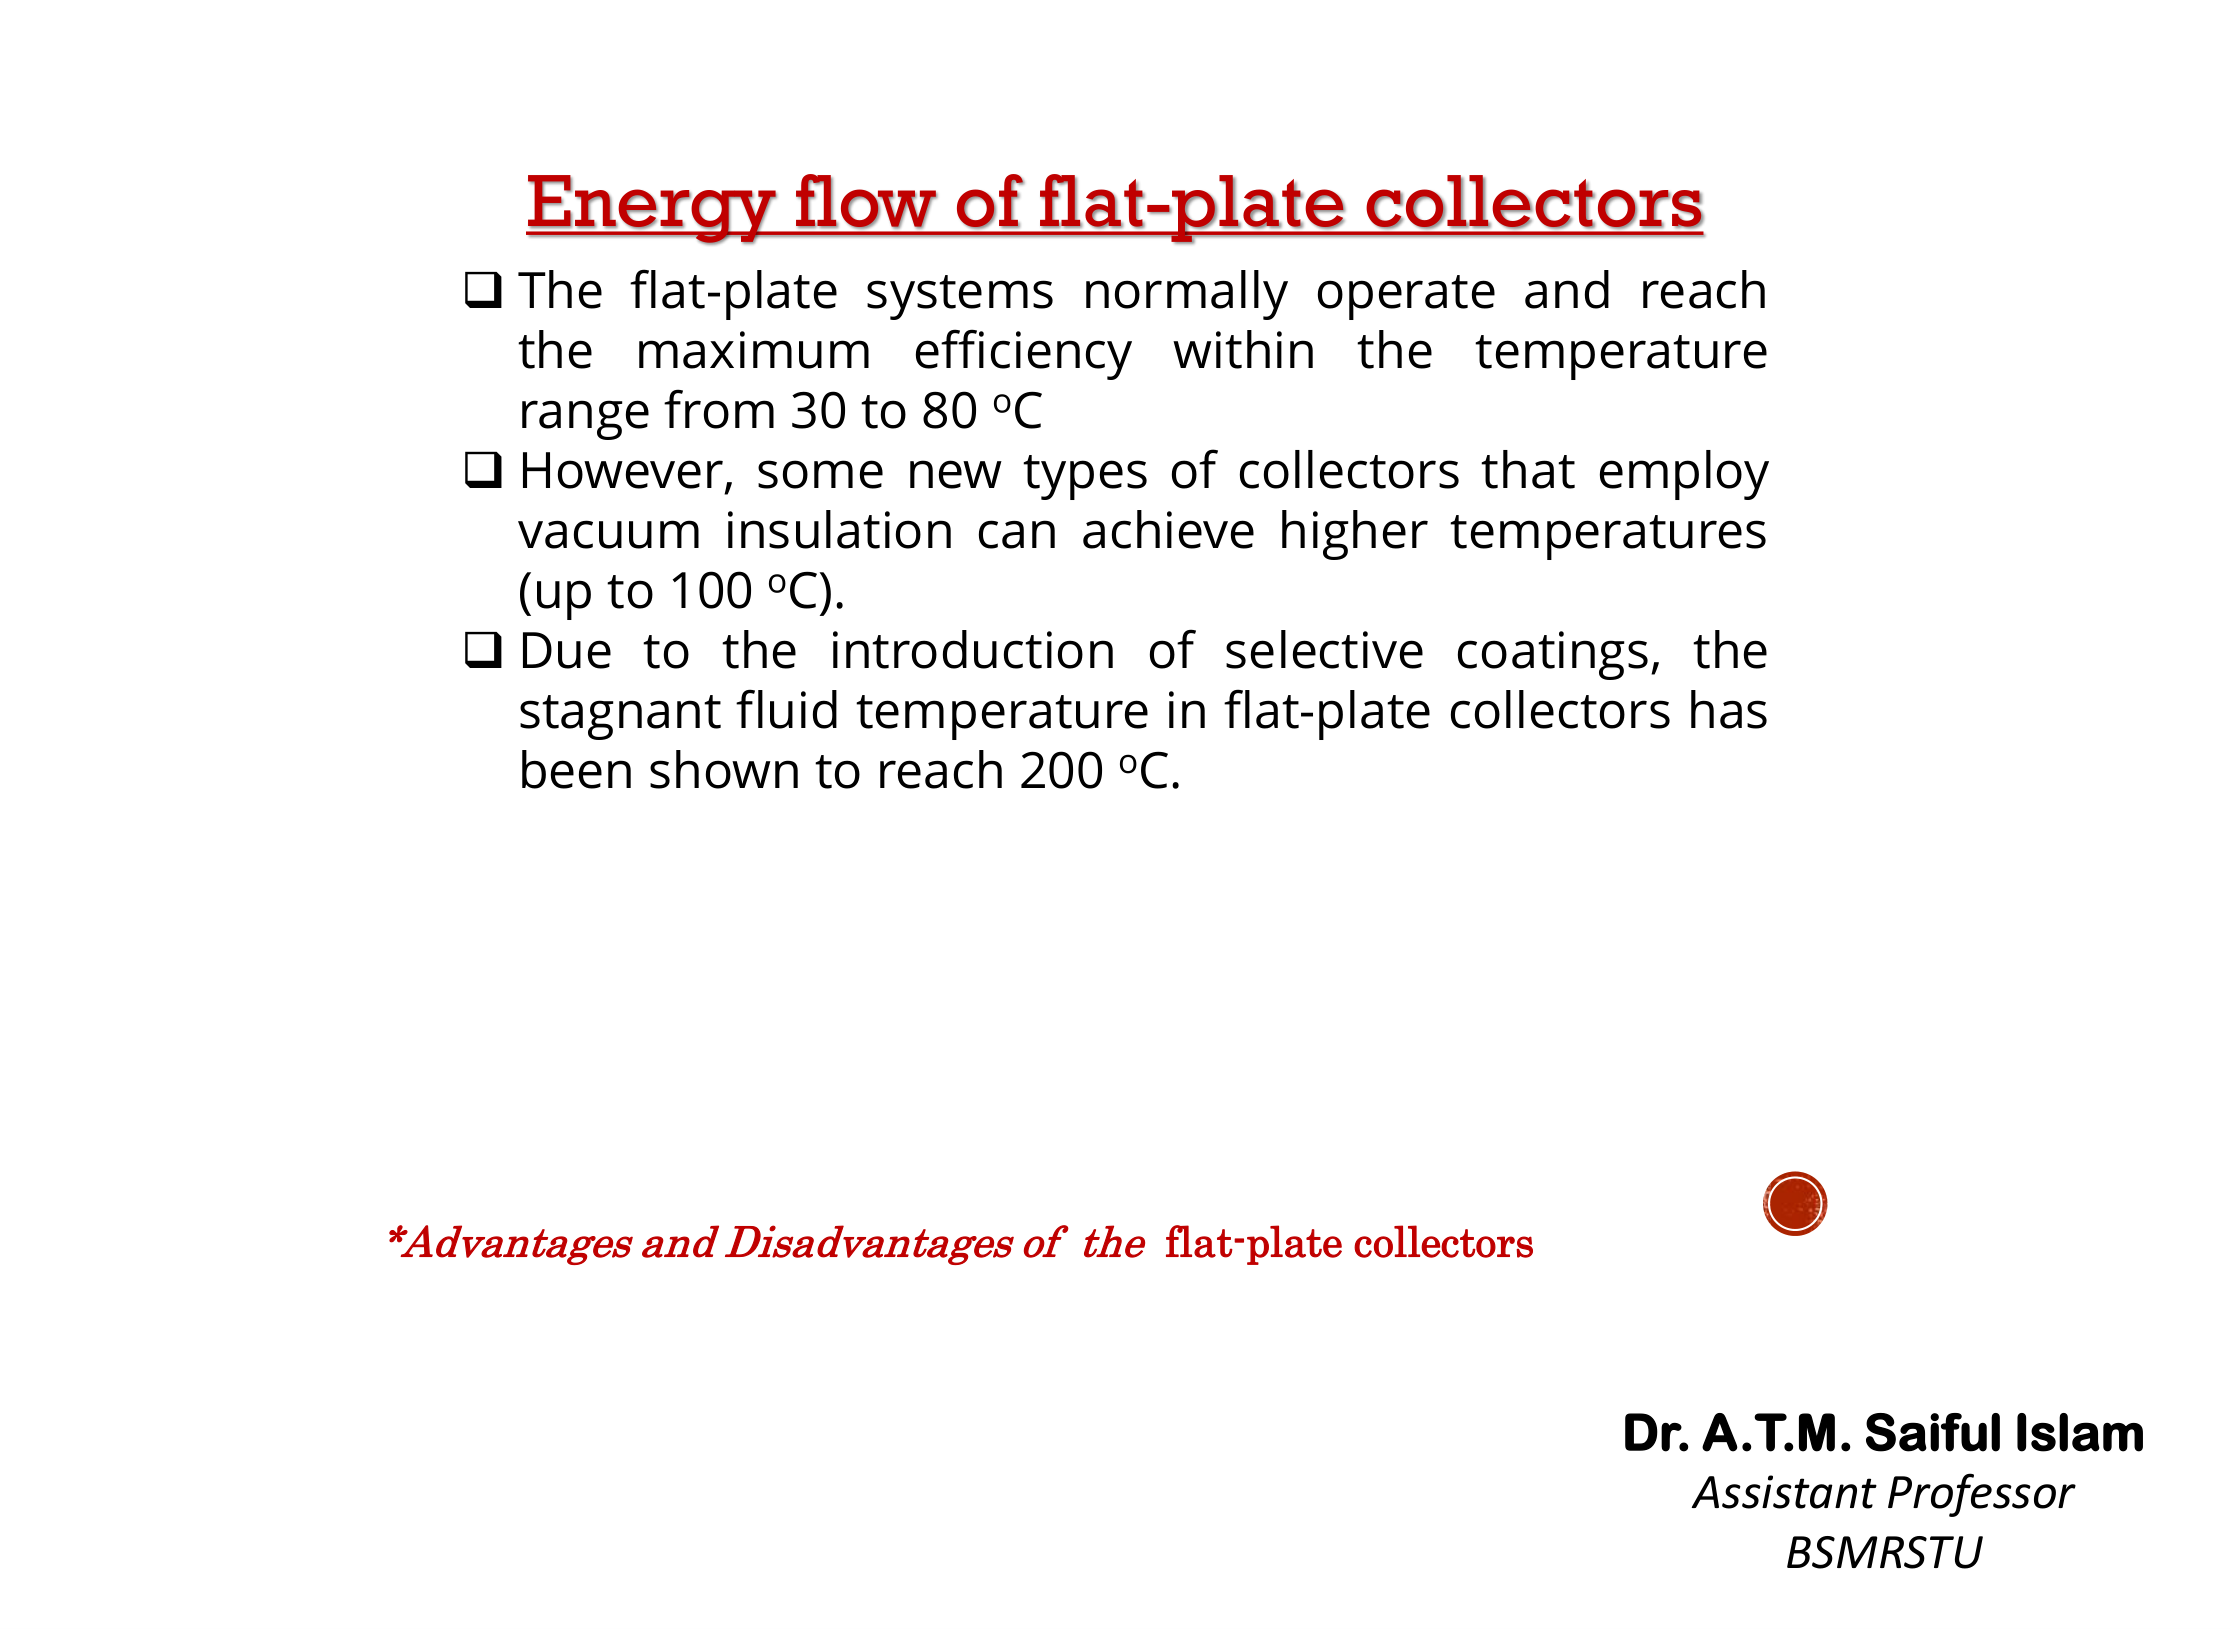 Energy flow of flat-plate collectors
❑ The flat-plate systems normally operate and reach
the maximum efficiency within the temperature
range from 30 to 80 ºC
❑ However, some new types of collectors that employ
vacuum insulation can achieve higher temperatures
(up to 100 ºC).
❑ Due to the introduction of selective coatings, the
stagnant fluid temperature in flat-plate collectors has
been shown to reach 200 ºC.
*Advantages and Disadvantages of the flat-plate collectors
Dr. A.T.M. Saiful Islam
Assistant Professor
BSMRSTU